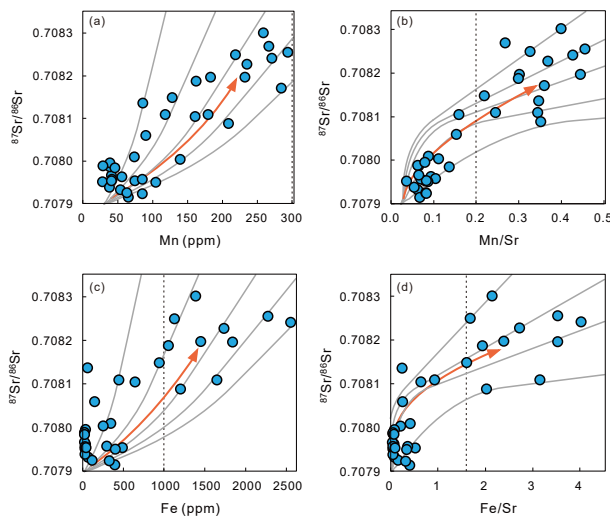 (a)
0.7083
0.7082
0.7081
0.7080
0.7079
⁸⁷Sr/⁸⁶Sr
0 50 100 150 200 250 300
Mn (ppm)
(b)
0.7083
0.7082
0.7081
0.7080
0.7079
⁸⁷Sr/⁸⁶Sr
0.0 0.1 0.2 0.3 0.4 0.5
Mn/Sr
(c)
0.7083
0.7082
0.7081
0.7080
0.7079
⁸⁷Sr/⁸⁶Sr
0 500 1000 1500 2000 2500
Fe (ppm)
(d)
0.7083
0.7082
0.7081
0.7080
0.7079
⁸⁷Sr/⁸⁶Sr
0 1 2 3 4
Fe/Sr